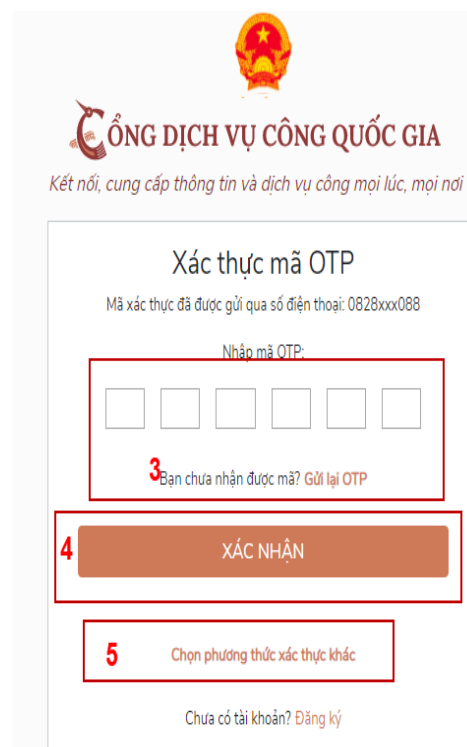 CỔNG DỊCH VỤ CÔNG QUỐC GIA
Kết nối, cung cấp thông tin và dịch vụ công mọi lúc, mọi nơi
Xác thực mã OTP
Mã xác thực đã được gửi qua số điện thoại: 0828xxx088
Nhập mã OTP:
3
Bạn chưa nhận được mã? Gửi lại OTP
4
XÁC NHẬN
5
Chọn phương thức xác thực khác
Chưa có tài khoản? Đăng ký